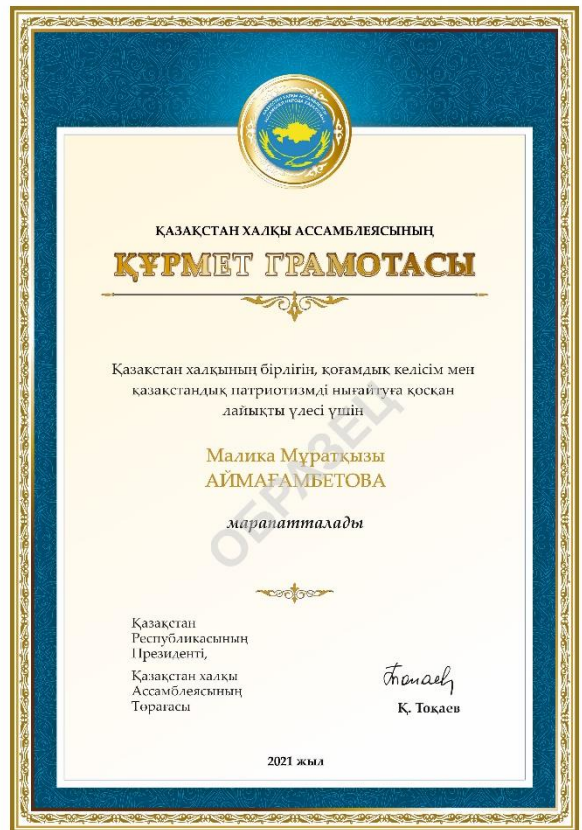 ҚАЗАҚСТАН ХАЛҚЫ АССАМБЛЕЯСЫНЫҢ
ҚҰРМЕТ ГРАМОТАСЫ
Қазақстан халқының бірлігін, қоғамдық келісім мен
қазақстандық патриотизмді нығайтуға қосқан
лайықты үлесі үшін
Малика Мұратқызы
АЙМАҒАМБЕТОВА
марапатталады
ОБРАЗЕЦ
Қазақстан
Республикасының
Президенті,
Қазақстан халқы
Ассамблеясының
Төрағасы
Қ. Тоқаев
2021 жыл